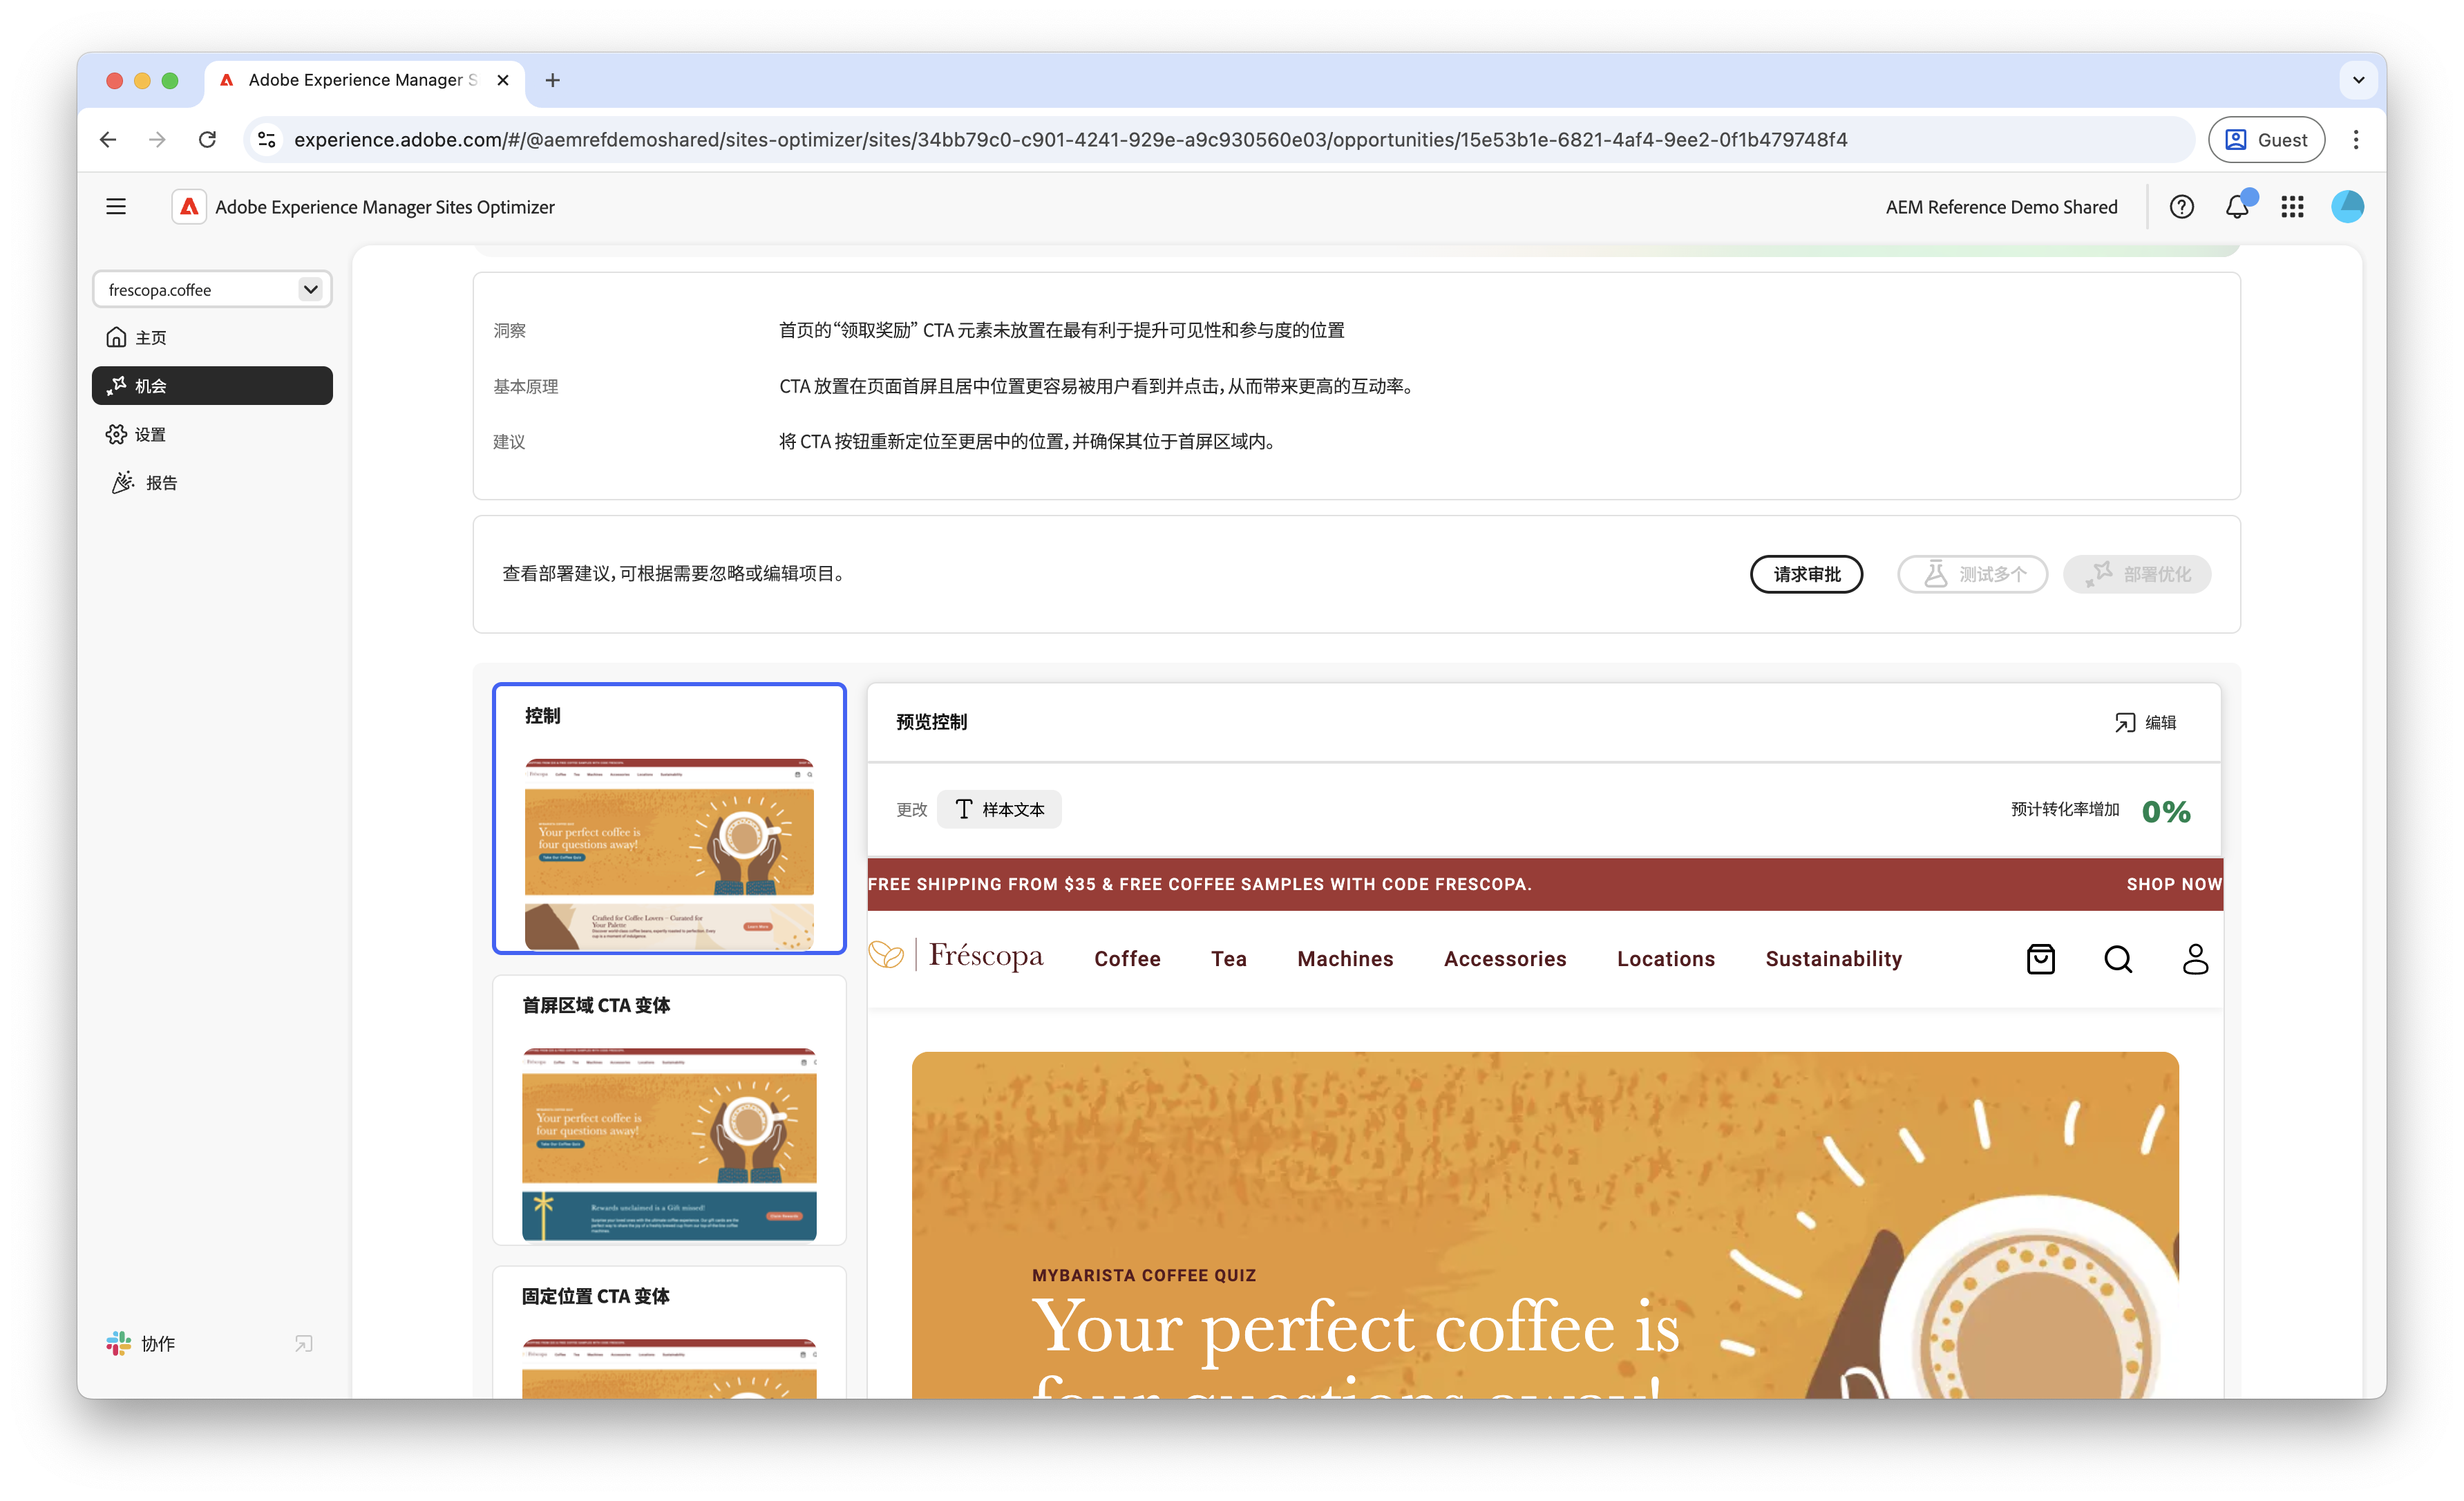 Adobe Experience Manager S
experience.adobe.com/#/@aemrefdemoshared/sites-optimizer/sites/34bb79c0-c901-4241-929e-a9c930560e03/opportunities/15e53b1e-6821-4af4-9ee2-0f1b479748f4
Guest
Adobe Experience Manager Sites Optimizer
AEM Reference Demo Shared
frescopa.coffee
主页
机会
设置
报告
协作
洞察
首页的“领取奖励” CTA 元素未放置在最有利于提升可见性和参与度的位置
基本原理
CTA 放置在页面首屏且居中位置更容易被用户看到并点击，从而带来更高的互动率。
建议
将 CTA 按钮重新定位至更居中的位置，并确保其位于首屏区域内。
查看部署建议，可根据需要忽略或编辑项目。
请求审批
测试多个
部署优化
控制
Your perfect coffee is
four questions away!
Take Our Coffee Quiz
Crafted for Coffee Lovers – Curated for
Your Palette
Learn More
首屏区域 CTA 变体
Your perfect coffee is
four questions away!
Take Our Coffee Quiz
Rewards unclaimed is a Gift missed!
固定位置 CTA 变体
预览控制
编辑
更改
样本文本
预计转化率增加
0%
FREE SHIPPING FROM $35 & FREE COFFEE SAMPLES WITH CODE FRESCOPA.
SHOP NOW
Fréscopa
Coffee
Tea
Machines
Accessories
Locations
Sustainability
MYBARISTA COFFEE QUIZ
Your perfect coffee is
four questions away!